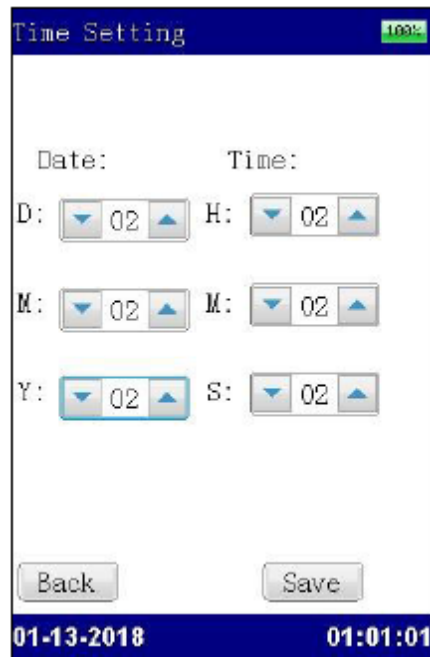 Time Setting 100%
Date: Time:
D: 02 H: 02
M: 02 M: 02
Y: 02 S: 02
Back Save
01-13-2018 01:01:01